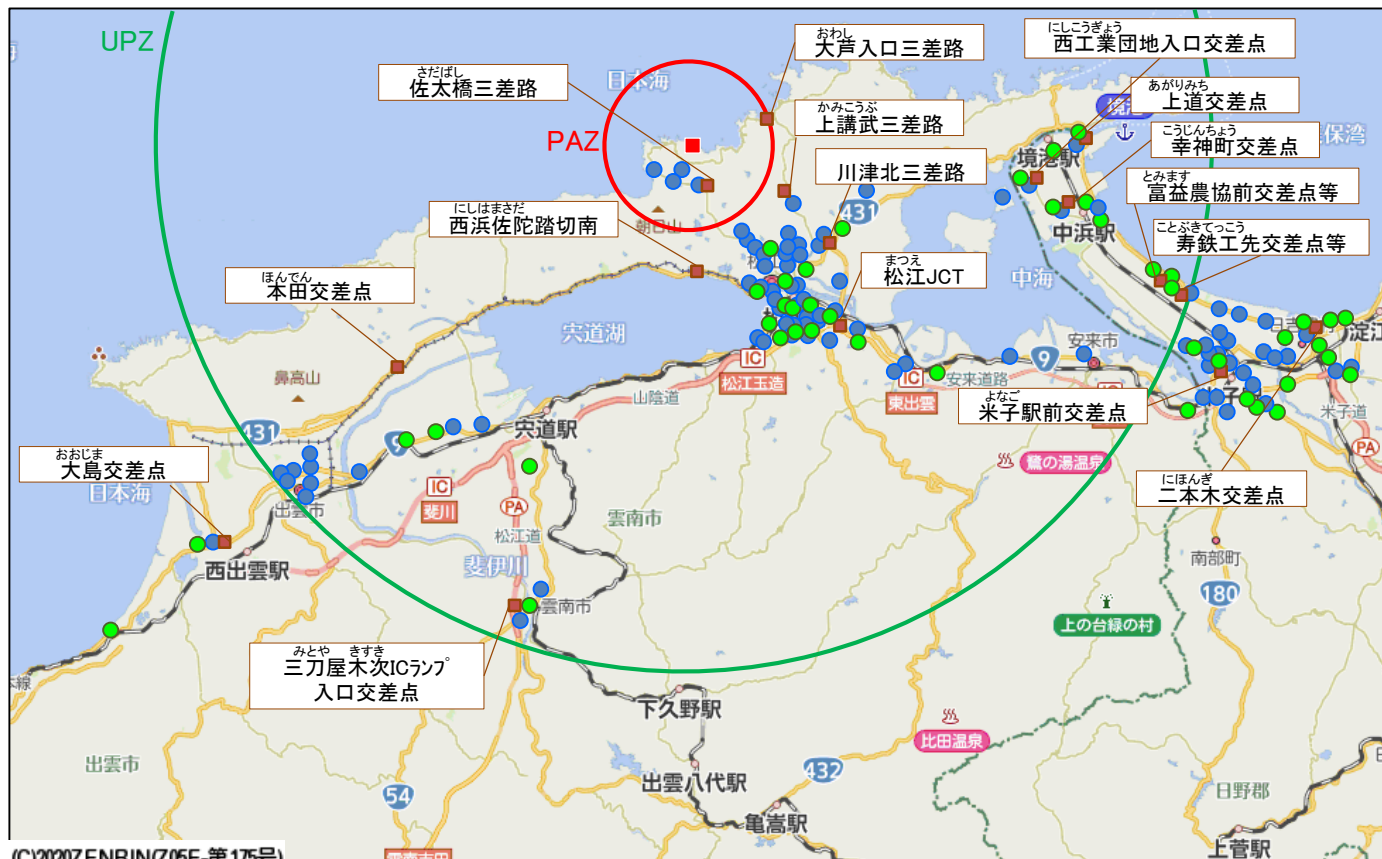 UPZ
日本海
おわし
大芦入口三差路
にしこうぎょう
西工業団地入口交差点
さだばし
佐太橋三差路
あがりみち
上道交差点
PAZ
かみこうぶ
上講武三差路
境港駅
こうじんちょう
幸神町交差点
保湾
川津北三差路
431
とみます
富益農協前交差点等
にしはまさだ
西浜佐陀踏切南
朝日山
中浜駅
ことぶきてっこう
寿鉄工先交差点等
まつえ
松江JCT
中海
ほんでん
本田交差点
宍道湖
安来市
淀江
鼻高山
IC
松江玉造
山陰道
IC
東出雲
安来道路
9
よなご
米子駅前交差点
米子道
PA
431
9
宍道駅
おおじま
大島交差点
日本海
出雲市
IC
斐川
PA
松江道
雲南市
鷺の湯温泉
にほんぎ
二本木交差点
西出雲駅
斐伊川
南部町
180
雲南市
上の台緑の村
みとや きすき
三刀屋木次ICランプ
入口交差点
本線
下久野駅
比田温泉
出雲市
出雲八代駅
432
54
日野郡
亀嵩駅
上菅駅
(C)2020ZENRIN(Z05E-第175号)